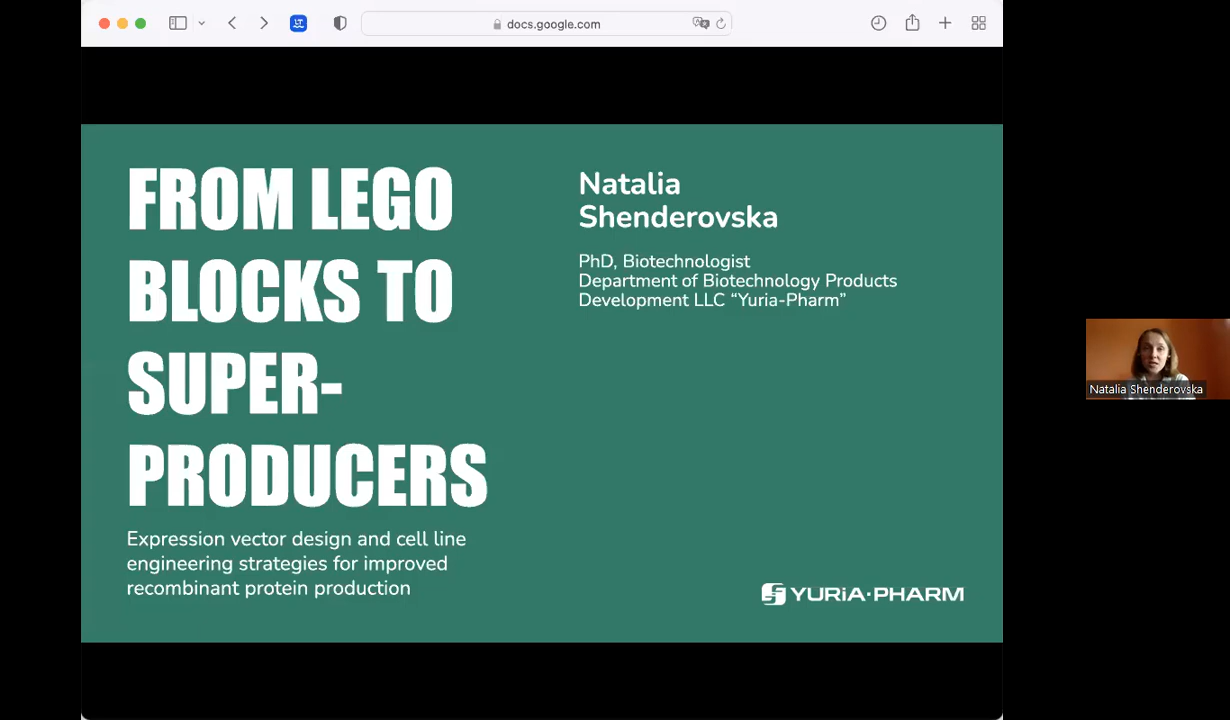 docs.google.com
FROM LEGO
BLOCKS TO
SUPER-
PRODUCERS
Expression vector design and cell line
engineering strategies for improved
recombinant protein production
Natalia
Shenderovska
PhD, Biotechnologist
Department of Biotechnology Products
Development LLC “Yuria-Pharm”
YURiA·PHARM
Natalia Shenderovska